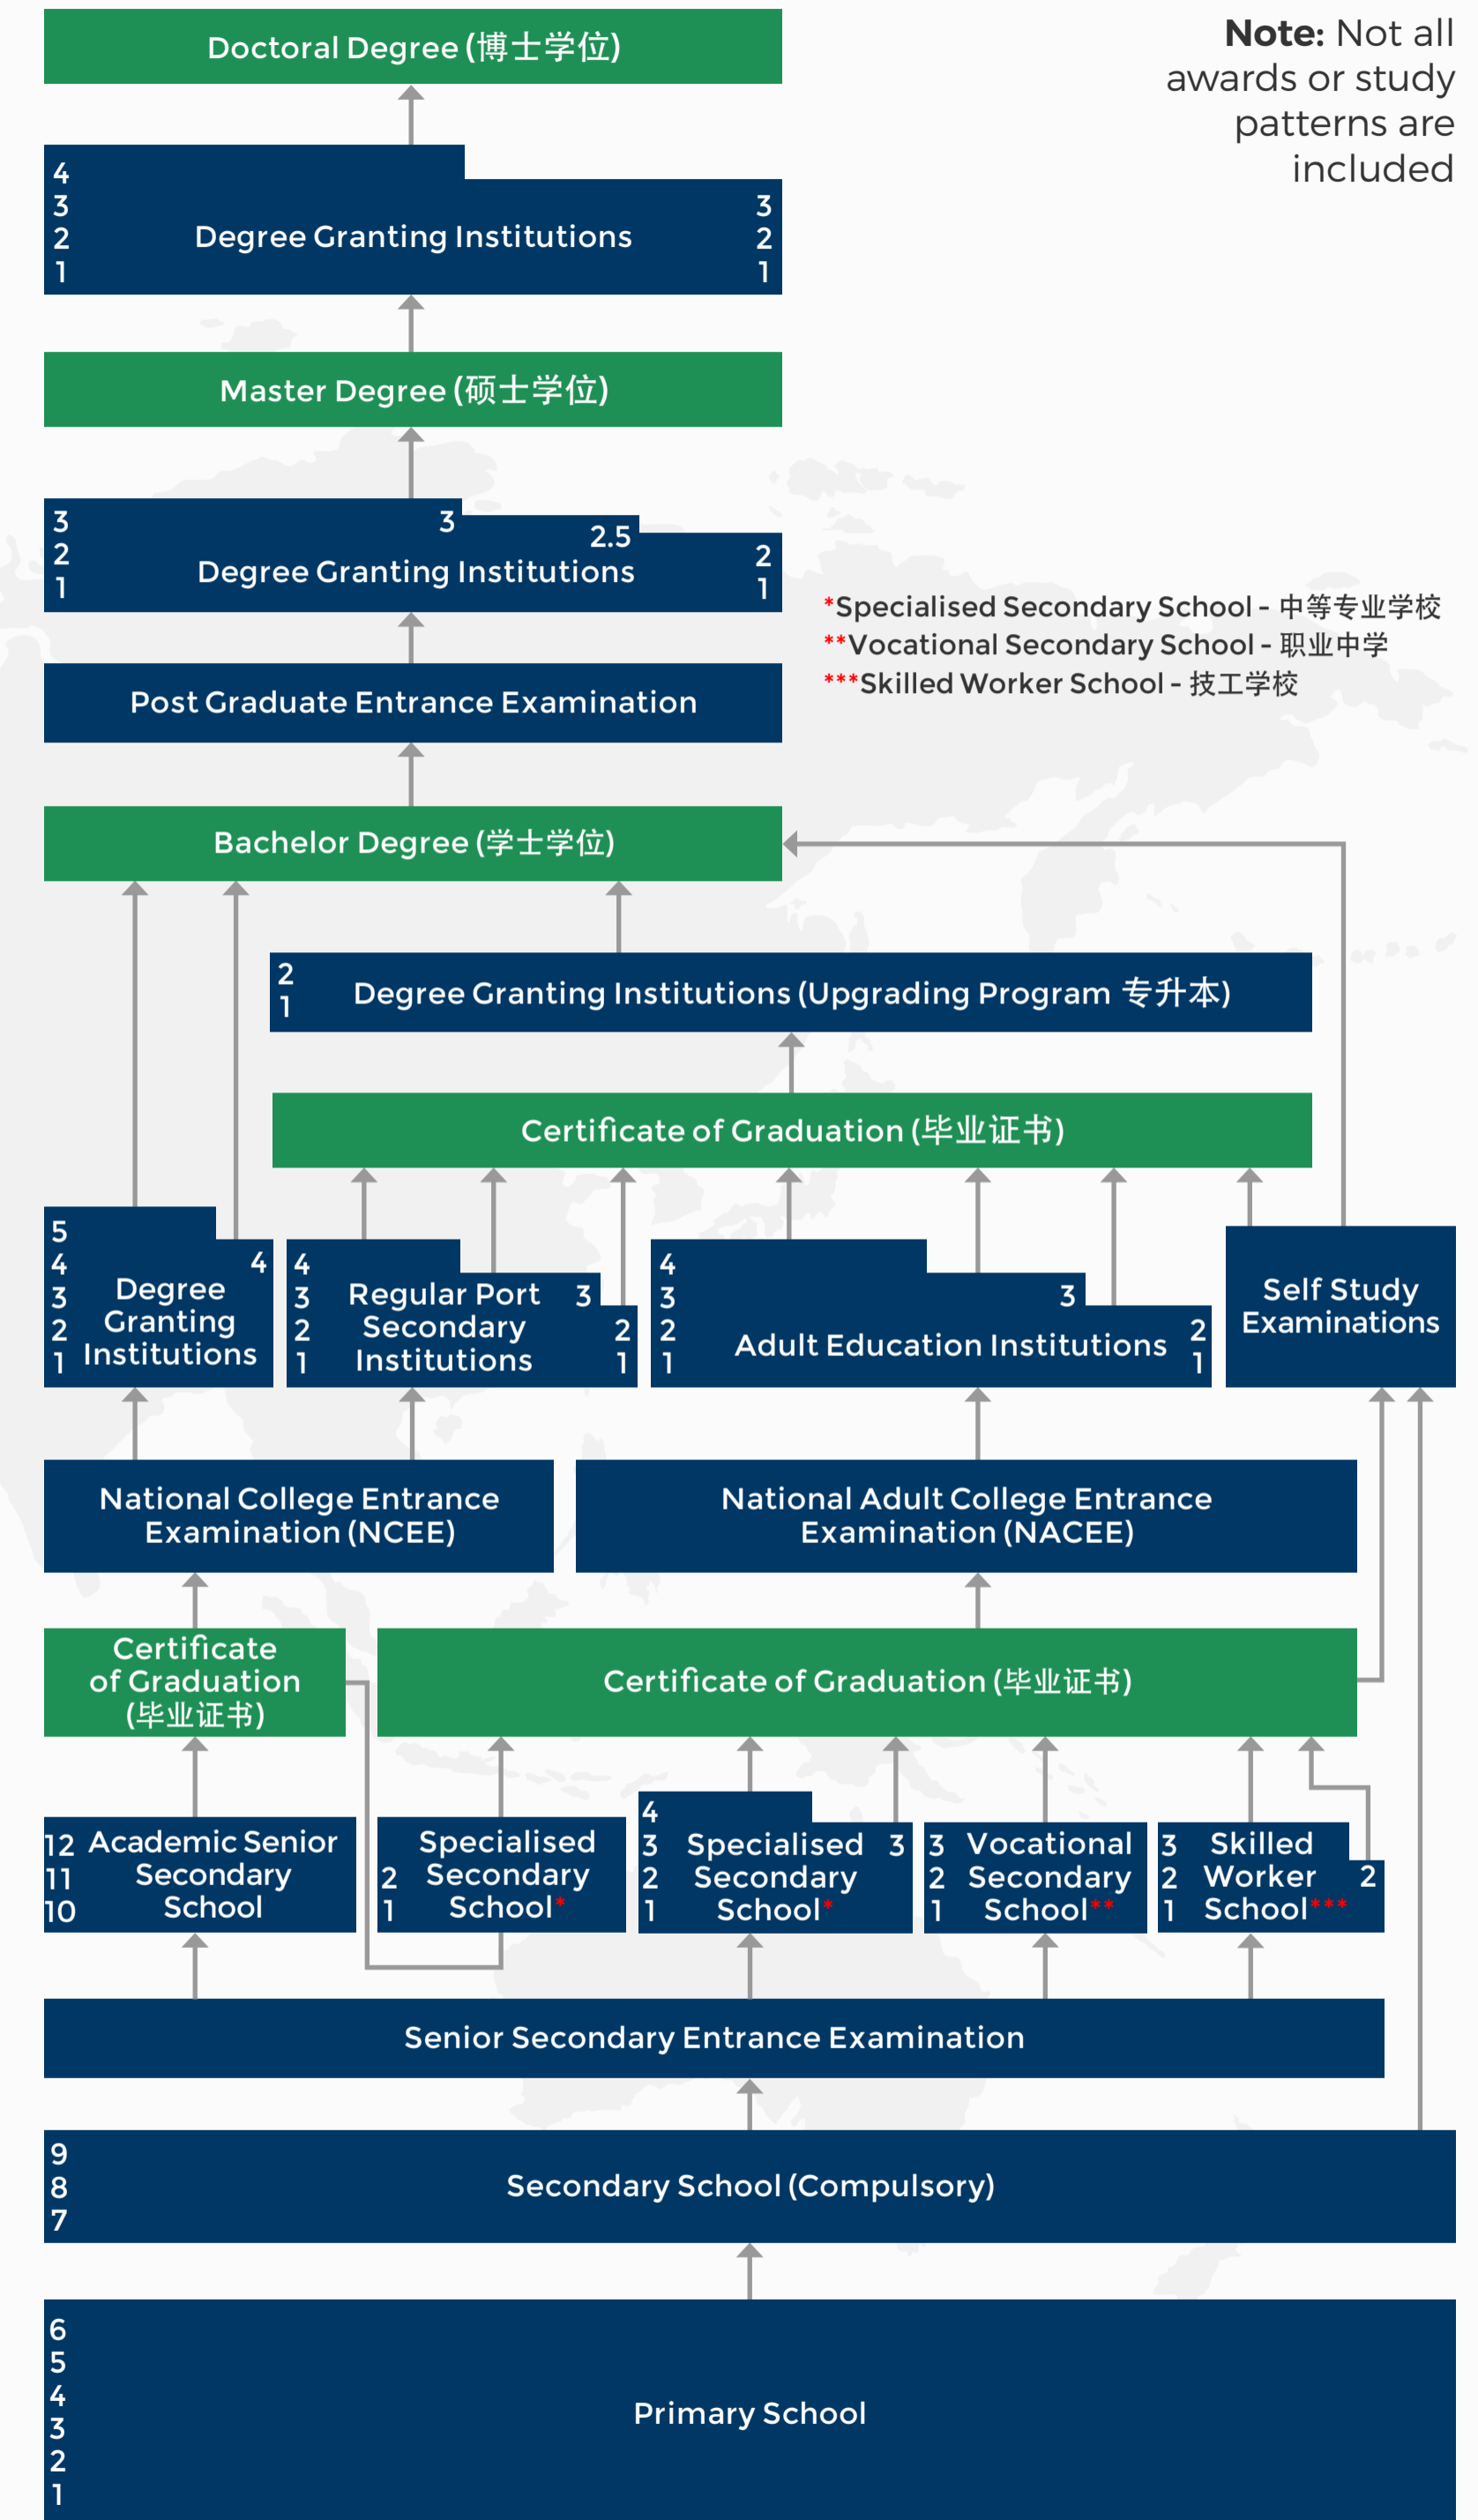 Doctoral Degree (博士学位)
Note: Not all
awards or study
patterns are
included
4
3
2
1
Degree Granting Institutions
3
2
1
Master Degree (硕士学位)
3
2
1
3
2.5
Degree Granting Institutions
2
1
*Specialised Secondary School - 中等专业学校
**Vocational Secondary School - 职业中学
***Skilled Worker School - 技工学校
Post Graduate Entrance Examination
Bachelor Degree (学士学位)
2
1
Degree Granting Institutions (Upgrading Program 专升本)
Certificate of Graduation (毕业证书)
5
4
3
2
1
4
Degree
Granting
Institutions
4
3
2
1
Regular Port
Secondary
Institutions
3
2
1
4
3
2
1
Adult Education Institutions
3
2
1
Self Study
Examinations
National College Entrance
Examination (NCEE)
National Adult College Entrance
Examination (NACEE)
Certificate
of Graduation
(毕业证书)
Certificate of Graduation (毕业证书)
12
11
10
Academic Senior
Secondary
School
2
1
Specialised
Secondary
School*
4
3
2
1
Specialised
Secondary
School*
3
3
2
1
Vocational
Secondary
School**
3
2
1
Skilled
Worker
School***
2
Senior Secondary Entrance Examination
9
8
7
Secondary School (Compulsory)
6
5
4
3
2
1
Primary School